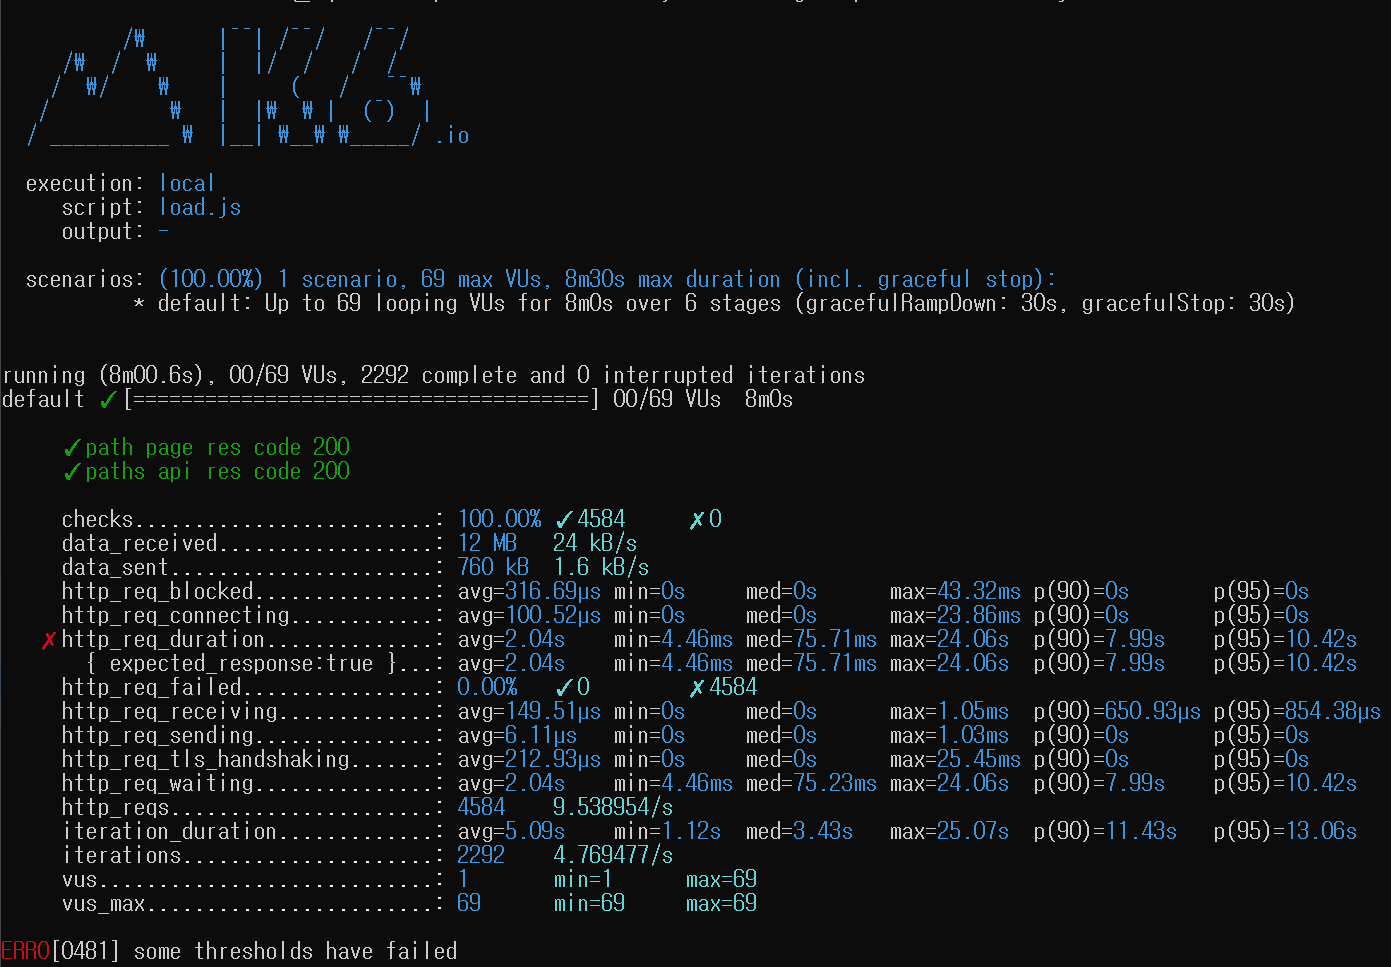 /₩ |‾‾| /‾‾/ /‾‾/
/₩ / ₩ | |/ / / /
/ ₩/ ₩ | ( / ‾‾₩
/ ₩ | |₩ ₩ | (‾) |
/ __________ ₩ |__| ₩__₩ ₩_____/ .io
execution: local
script: load.js
output: -
scenarios: (100.00%) 1 scenario, 69 max VUs, 8m30s max duration (incl. graceful stop):
* default: Up to 69 looping VUs for 8m0s over 6 stages (gracefulRampDown: 30s, gracefulStop: 30s)
running (8m00.6s), 00/69 VUs, 2292 complete and 0 interrupted iterations
default ✓ [======================================] 00/69 VUs 8m0s
✓ path page res code 200
✓ paths api res code 200
checks.........................: 100.00% ✓ 4584 ✗ 0
data_received..................: 12 MB 24 kB/s
data_sent......................: 760 kB 1.6 kB/s
http_req_blocked...............: avg=316.69µs min=0s med=0s max=43.32ms p(90)=0s p(95)=0s
http_req_connecting............: avg=100.52µs min=0s med=0s max=23.86ms p(90)=0s p(95)=0s
✗ http_req_duration..............: avg=2.04s min=4.46ms med=75.71ms max=24.06s p(90)=7.99s p(95)=10.42s
{ expected_response:true }...: avg=2.04s min=4.46ms med=75.71ms max=24.06s p(90)=7.99s p(95)=10.42s
http_req_failed................: 0.00% ✓ 0 ✗ 4584
http_req_receiving.............: avg=149.51µs min=0s med=0s max=1.05ms p(90)=650.93µs p(95)=854.38µs
http_req_sending...............: avg=6.11µs min=0s med=0s max=1.03ms p(90)=0s p(95)=0s
http_req_tls_handshaking.......: avg=212.93µs min=0s med=0s max=25.45ms p(90)=0s p(95)=0s
http_req_waiting...............: avg=2.04s min=4.46ms med=75.23ms max=24.06s p(90)=7.99s p(95)=10.42s
http_reqs......................: 4584 9.538954/s
iteration_duration.............: avg=5.09s min=1.12s med=3.43s max=25.07s p(90)=11.43s p(95)=13.06s
iterations.....................: 2292 4.769477/s
vus............................: 1 min=1 max=69
vus_max........................: 69 min=69 max=69
ERRO[0481] some thresholds have failed